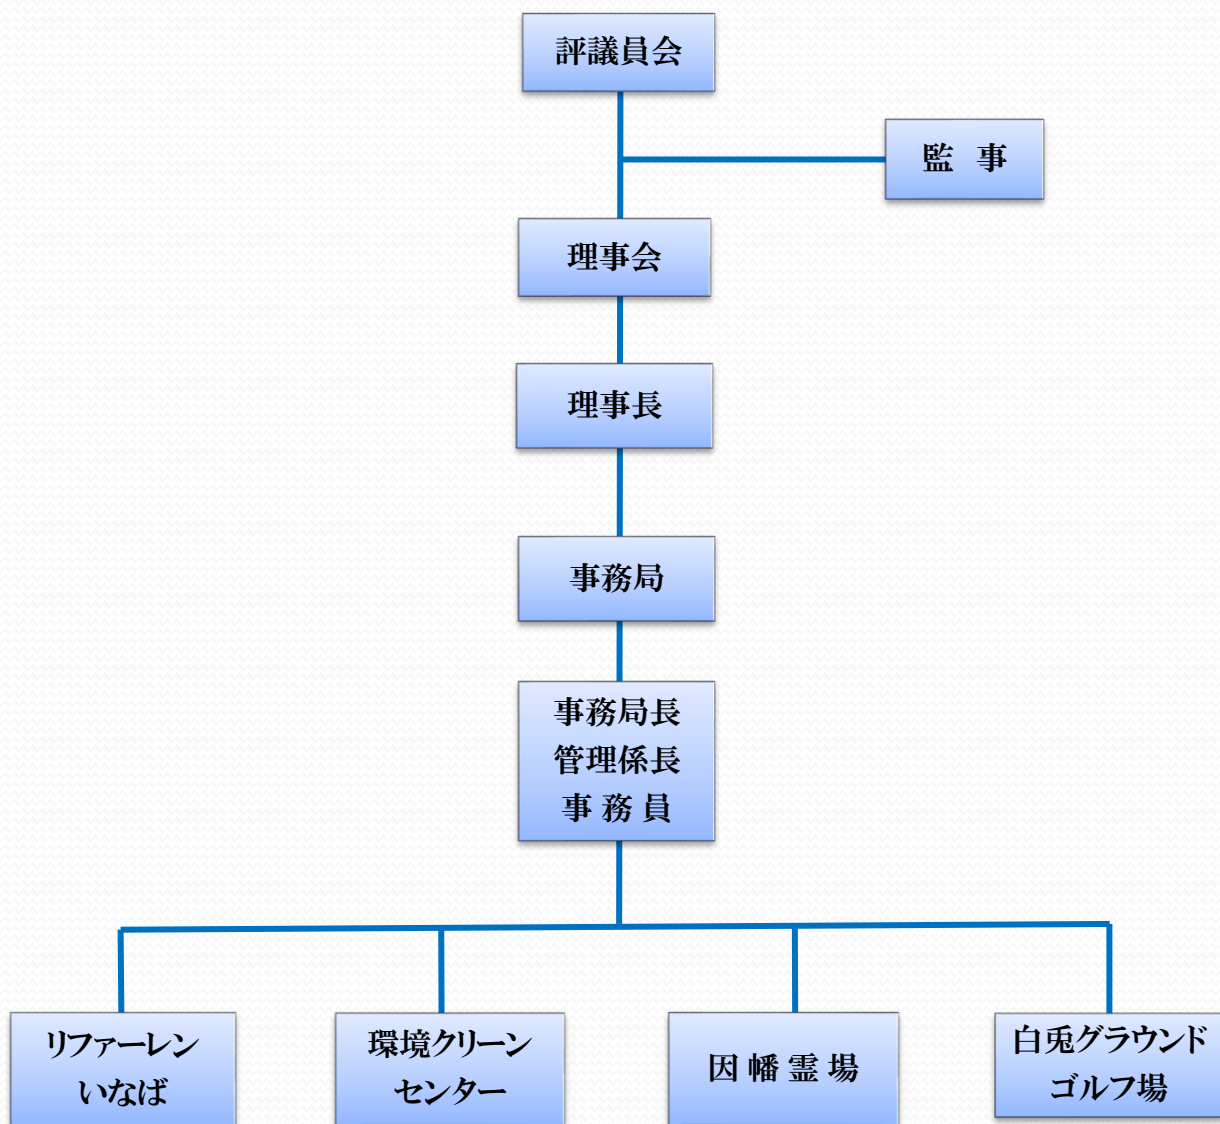 評議員会
監　事
理事会
理事長
事務局
事務局長
管理係長
事 務 員
リファーレン
いなば
環境クリーン
センター
因 幡 霊 場
白兎グラウンド
ゴルフ場